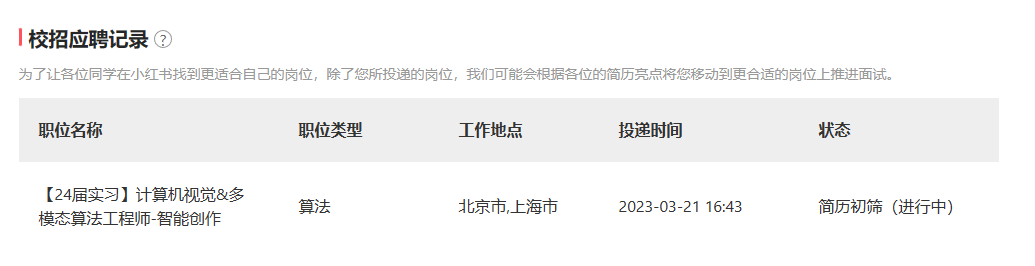 校招应聘记录 ?
为了让各位同学在小红书找到更适合自己的岗位，除了您所投递的岗位，我们可能会根据各位的简历亮点将您移动到更合适的岗位上推进面试。
职位名称 职位类型 工作地点 投递时间 状态
【24届实习】计算机视觉&多
模态算法工程师-智能创作
算法 北京市,上海市 2023-03-21 16:43 简历初筛（进行中）